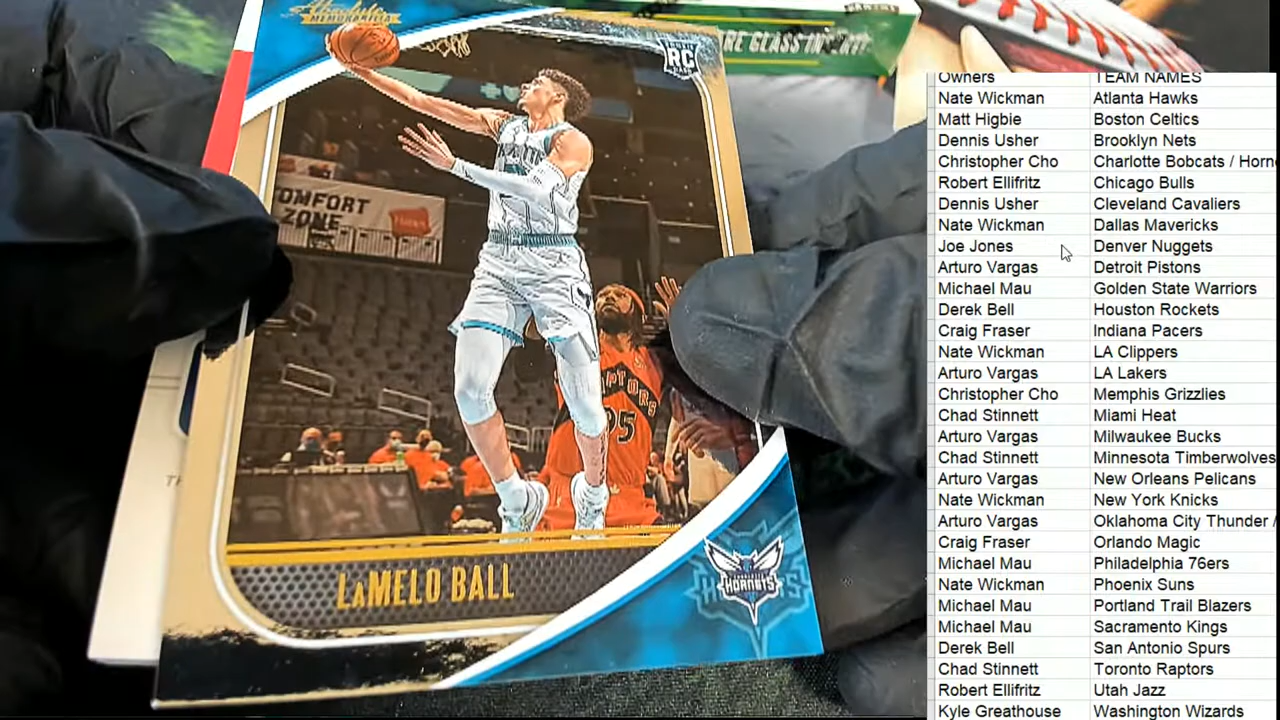 Absolute
MEMORABILIA
RC
RE GLASS IN
COMFORT
ZONE
RAPTORS
95
LaMELO BALL
HORNETS
Owners TEAM NAMES
Nate Wickman Atlanta Hawks
Matt Higbie Boston Celtics
Dennis Usher Brooklyn Nets
Christopher Cho Charlotte Bobcats / Horn
Robert Ellifritz Chicago Bulls
Dennis Usher Cleveland Cavaliers
Nate Wickman Dallas Mavericks
Joe Jones Denver Nuggets
Arturo Vargas Detroit Pistons
Michael Mau Golden State Warriors
Derek Bell Houston Rockets
Craig Fraser Indiana Pacers
Nate Wickman LA Clippers
Arturo Vargas LA Lakers
Christopher Cho Memphis Grizzlies
Chad Stinnett Miami Heat
Arturo Vargas Milwaukee Bucks
Chad Stinnett Minnesota Timberwolves
Arturo Vargas New Orleans Pelicans
Nate Wickman New York Knicks
Arturo Vargas Oklahoma City Thunder /
Craig Fraser Orlando Magic
Michael Mau Philadelphia 76ers
Nate Wickman Phoenix Suns
Michael Mau Portland Trail Blazers
Michael Mau Sacramento Kings
Derek Bell San Antonio Spurs
Chad Stinnett Toronto Raptors
Robert Ellifritz Utah Jazz
Kyle Greathouse Washington Wizards